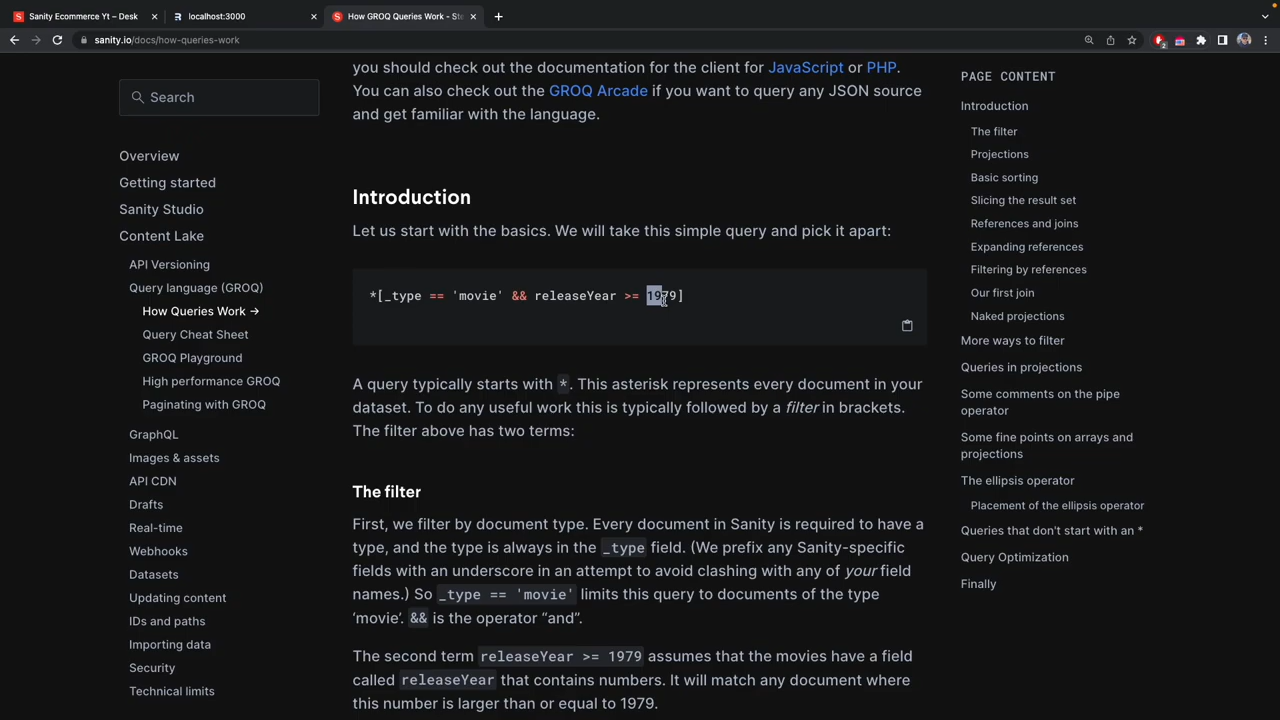 Sanity Ecommerce Yt – Desk
localhost:3000
How GROQ Queries Work - Sa
sanity.io/docs/how-queries-work
you should check out the documentation for the client for JavaScript or PHP.
You can also check out the GROQ Arcade if you want to query any JSON source
and get familiar with the language.
Search
Overview
Getting started
Sanity Studio
Content Lake
API Versioning
Query language (GROQ)
How Queries Work →
Query Cheat Sheet
GROQ Playground
High performance GROQ
Paginating with GROQ
GraphQL
Images & assets
API CDN
Drafts
Real-time
Webhooks
Datasets
Updating content
IDs and paths
Importing data
Security
Technical limits
Introduction
Let us start with the basics. We will take this simple query and pick it apart:
*[_type == 'movie' && releaseYear >= 1979]
A query typically starts with *. This asterisk represents every document in your
dataset. To do any useful work this is typically followed by a filter in brackets.
The filter above has two terms:
The filter
First, we filter by document type. Every document in Sanity is required to have a
type, and the type is always in the _type field. (We prefix any Sanity-specific
fields with an underscore in an attempt to avoid clashing with any of your field
names.) So _type == 'movie' limits this query to documents of the type
‘movie’. && is the operator “and”.
The second term releaseYear >= 1979 assumes that the movies have a field
called releaseYear that contains numbers. It will match any document where
this number is larger than or equal to 1979.
PAGE CONTENT
Introduction
The filter
Projections
Basic sorting
Slicing the result set
References and joins
Expanding references
Filtering by references
Our first join
Naked projections
More ways to filter
Queries in projections
Some comments on the pipe
operator
Some fine points on arrays and
projections
The ellipsis operator
Placement of the ellipsis operator
Queries that don't start with an *
Query Optimization
Finally